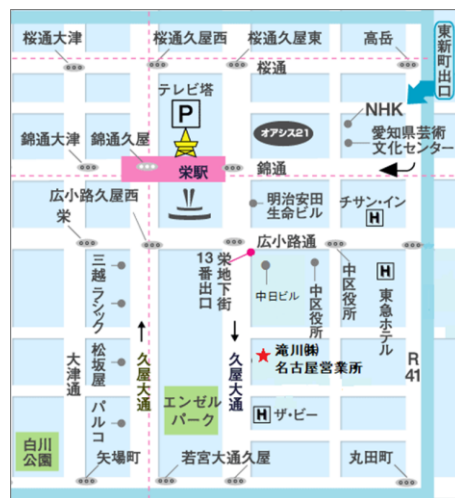 桜通大津
桜通久屋西
桜通久屋東
高岳
東新町出口
桜通
テレビ塔
P
NHK
オアシス21
愛知県芸術
文化センター
錦通大津
錦通久屋
栄駅
錦通
広小路久屋西
栄
明治安田
生命ビル
チサン・イン
H
広小路通
栄地下街
13番出口
三越
ラシック
中日ビル
中区役所
中区役所
H
東急ホテル
滝川㈱
名古屋営業所
大津通
松坂屋
久屋大通
久屋大通
R
41
パルコ
エンゼル
パーク
H
ザ・ビー
白川
公園
矢場町
若宮大通久屋
丸田町